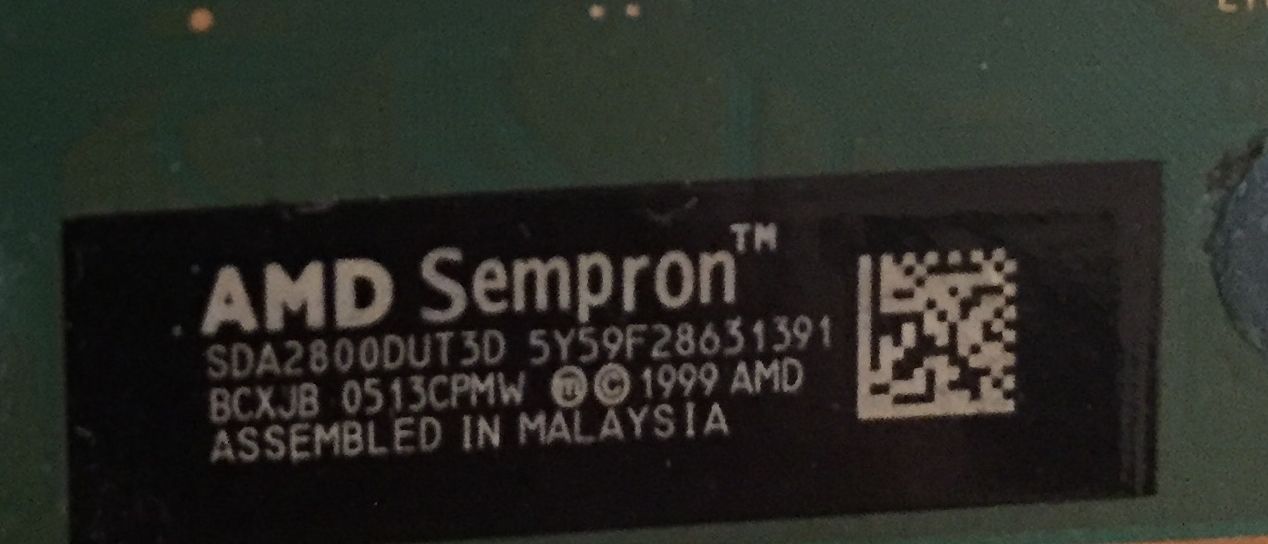 AMD Sempron™
SDA2800DUT3D 5Y59F28631391
BCXJB 0513CPMW ⓜ © 1999 AMD
ASSEMBLED IN MALAYSIA